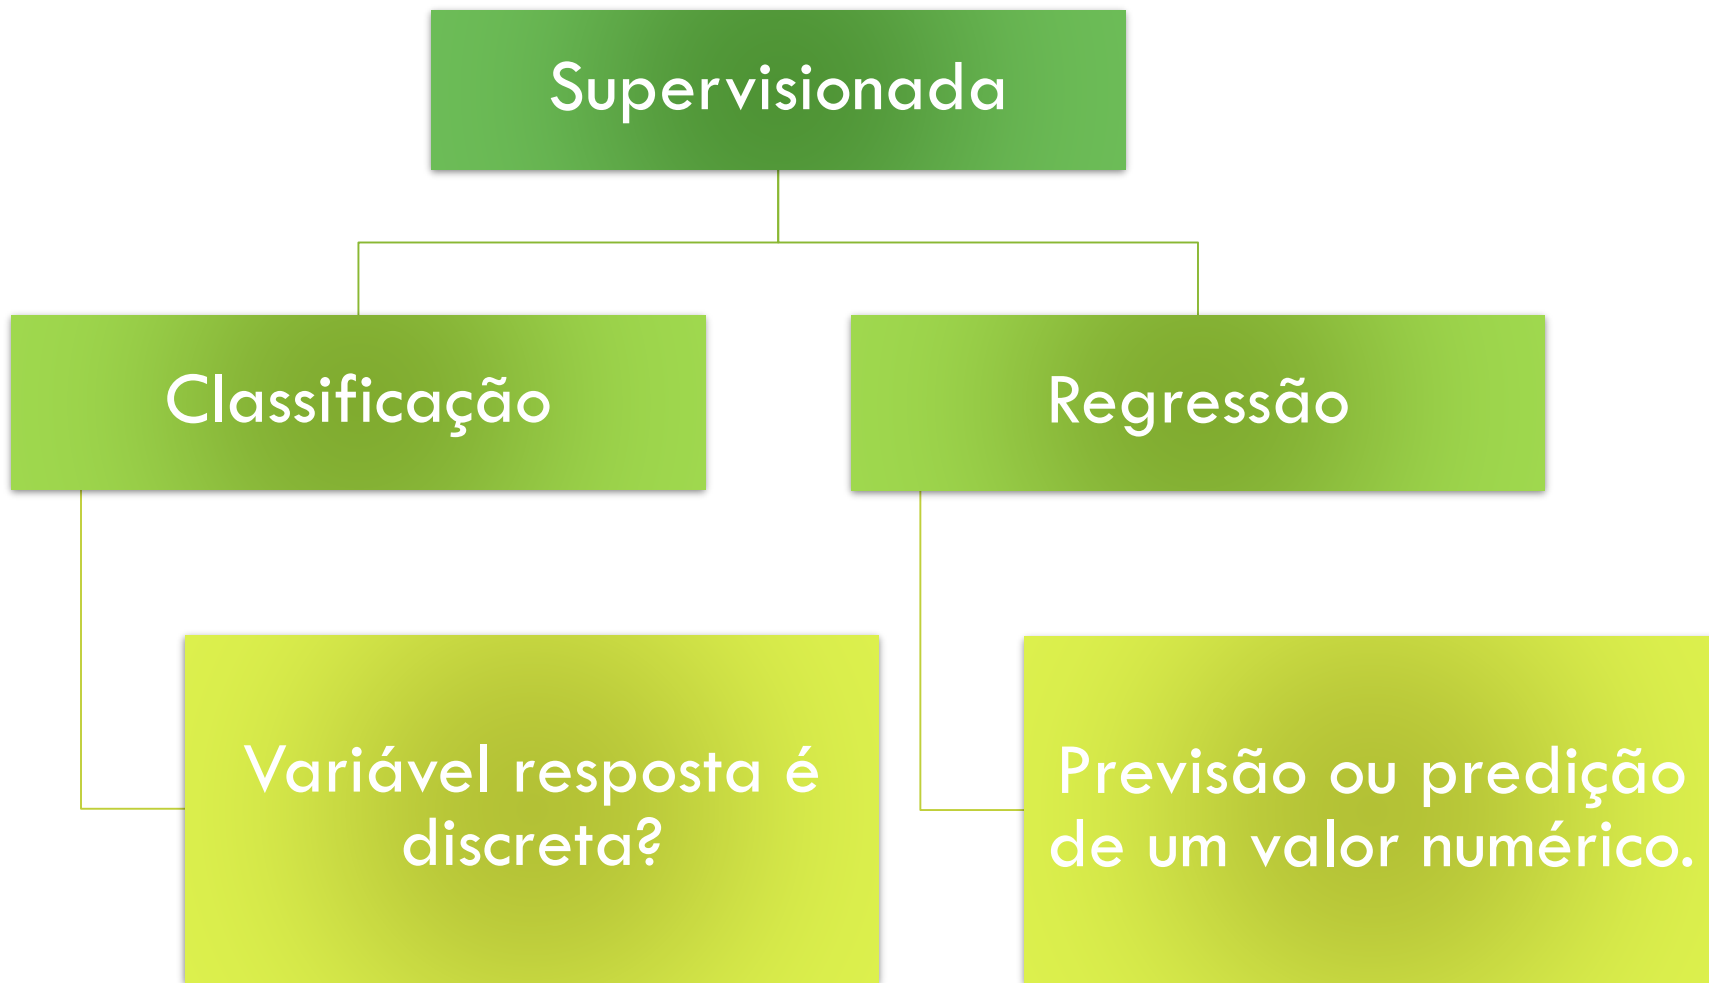 Supervisionada
Classificação
Regressão
Variável resposta é
discreta?
Previsão ou predição
de um valor numérico.